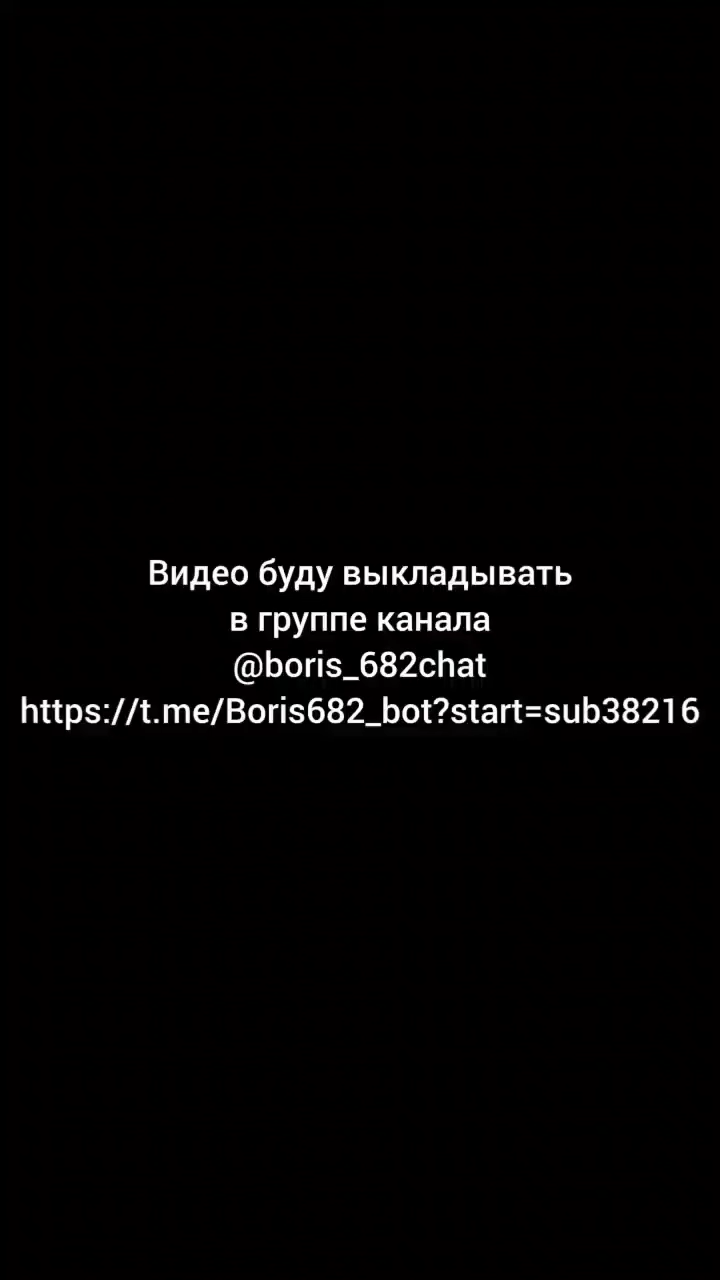 Видео буду выкладывать
в группе канала
@boris_682chat
https://t.me/Boris682_bot?start=sub38216